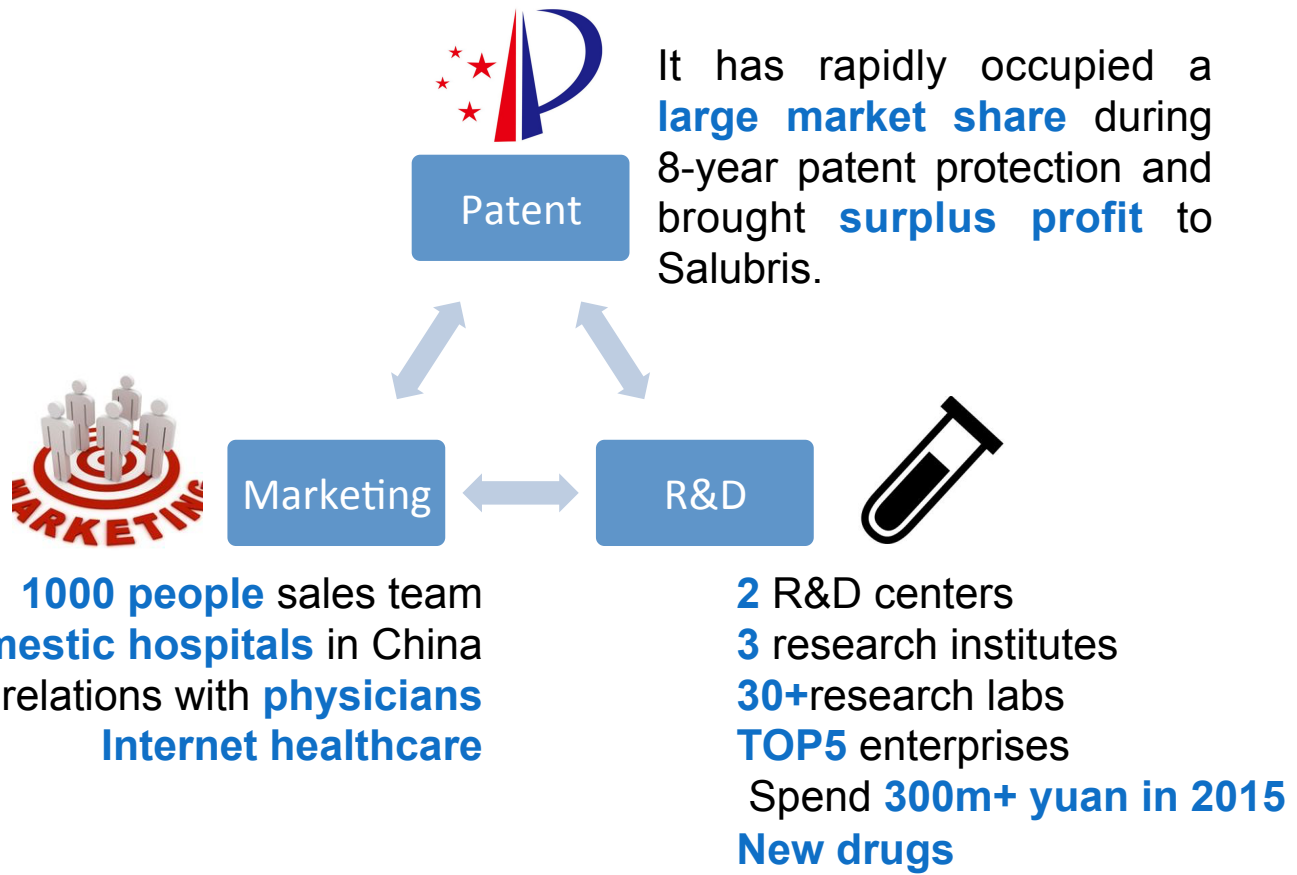 It has rapidly occupied a
large market share during
8-year patent protection and
brought surplus profit to
Salubris.
Patent
Marketing
R&D
MARKETING
1000 people sales team
hospitals in China
relations with physicians
Internet healthcare
2 R&D centers
3 research institutes
30+research labs
TOP5 enterprises
Spend 300m+ yuan in 2015
New drugs